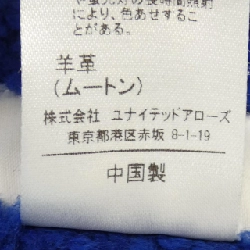 により、色あせするこ
とがある。
羊革
(ムートン)
株式会社 ユナイテッドアローズ
東京都港区赤坂 8-1-19
中国製